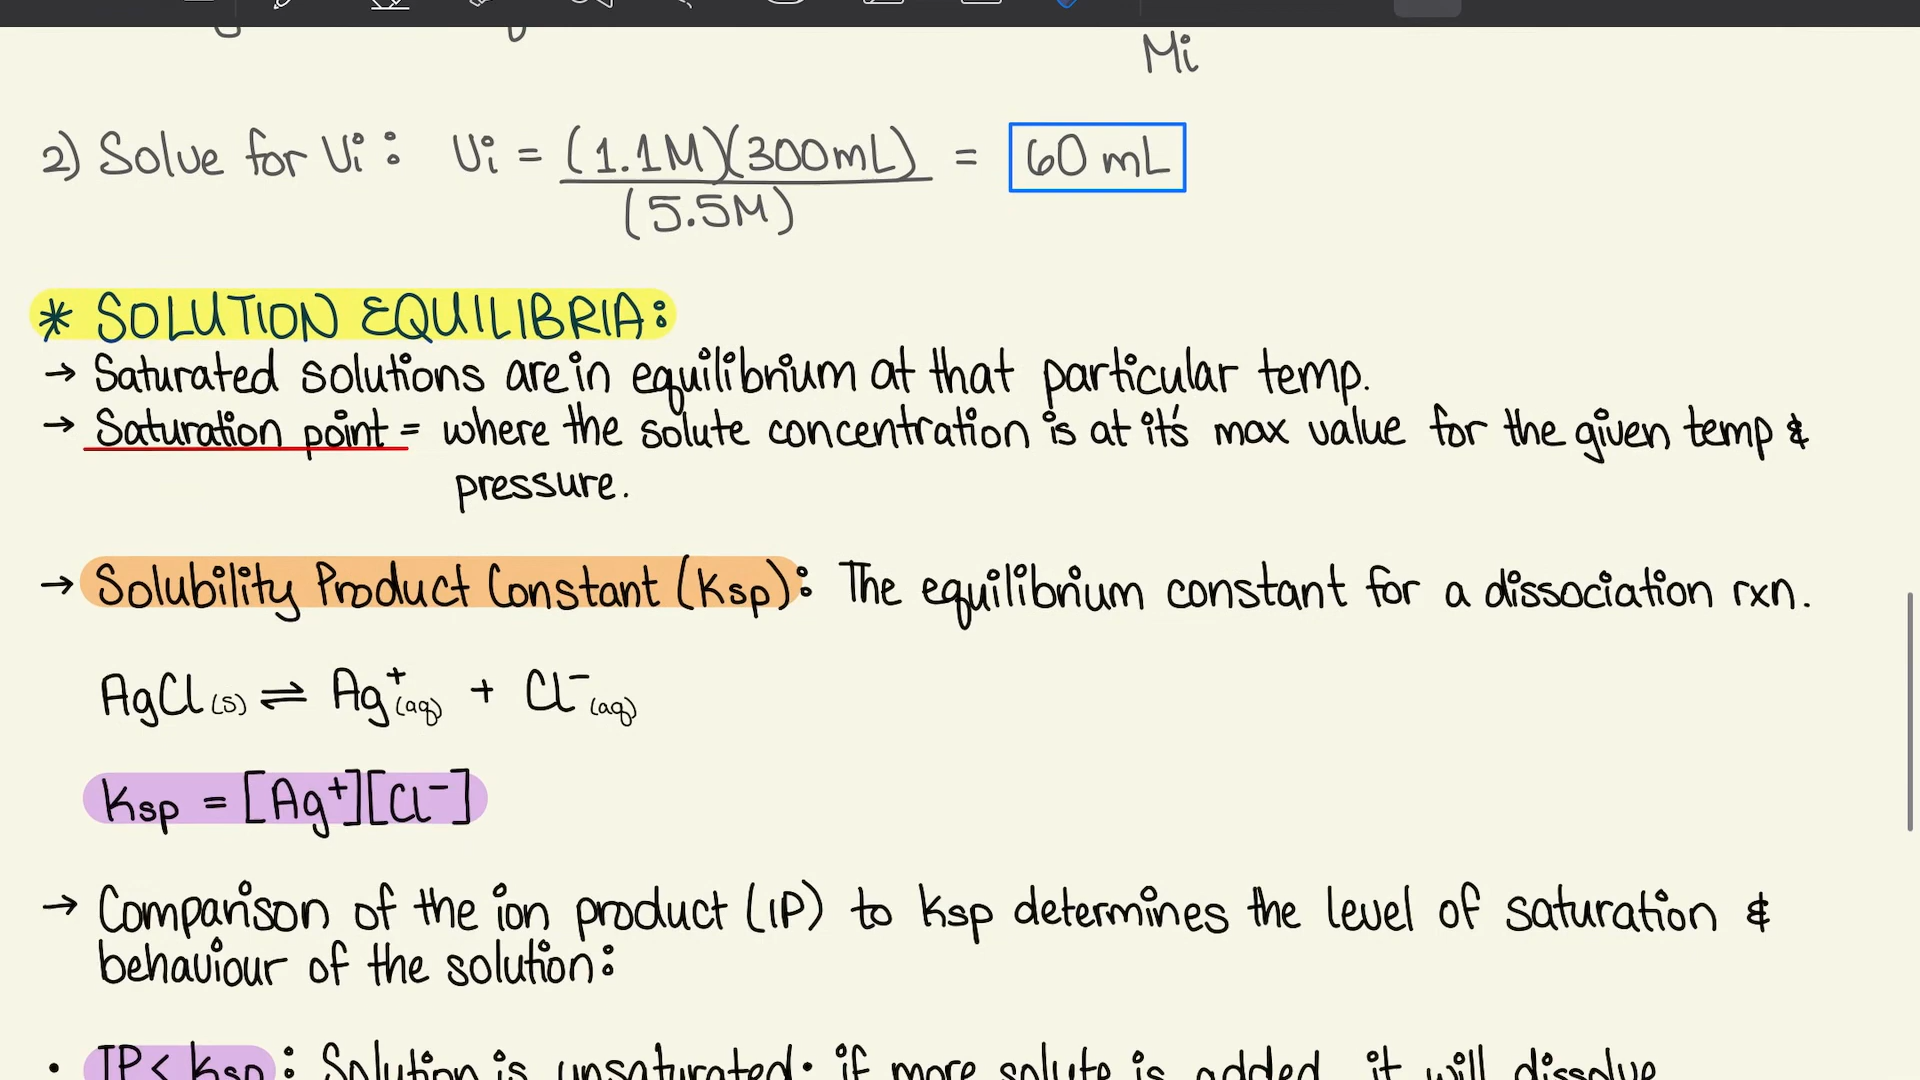 Mi
2) Solve for Vi: Vi = (1.1M)(300mL) = 60 mL
(5.5M)
* SOLUTION EQUILIBRIA:
→ Saturated solutions are in equilibrium at that particular temp.
→ Saturation point = where the solute concentration is at it's max value for the given temp &
pressure.
→ Solubility Product Constant (Ksp): The equilibrium constant for a dissociation rxn.
AgCl(s) ⇌ Ag⁺(aq) + Cl⁻(aq)
Ksp = [Ag⁺][Cl⁻]
→ Comparison of the ion product (IP) to Ksp determines the level of saturation &
behaviour of the solution:
• IP < Ksp: Solution is unsaturated. if more solute is added, it will dissolve